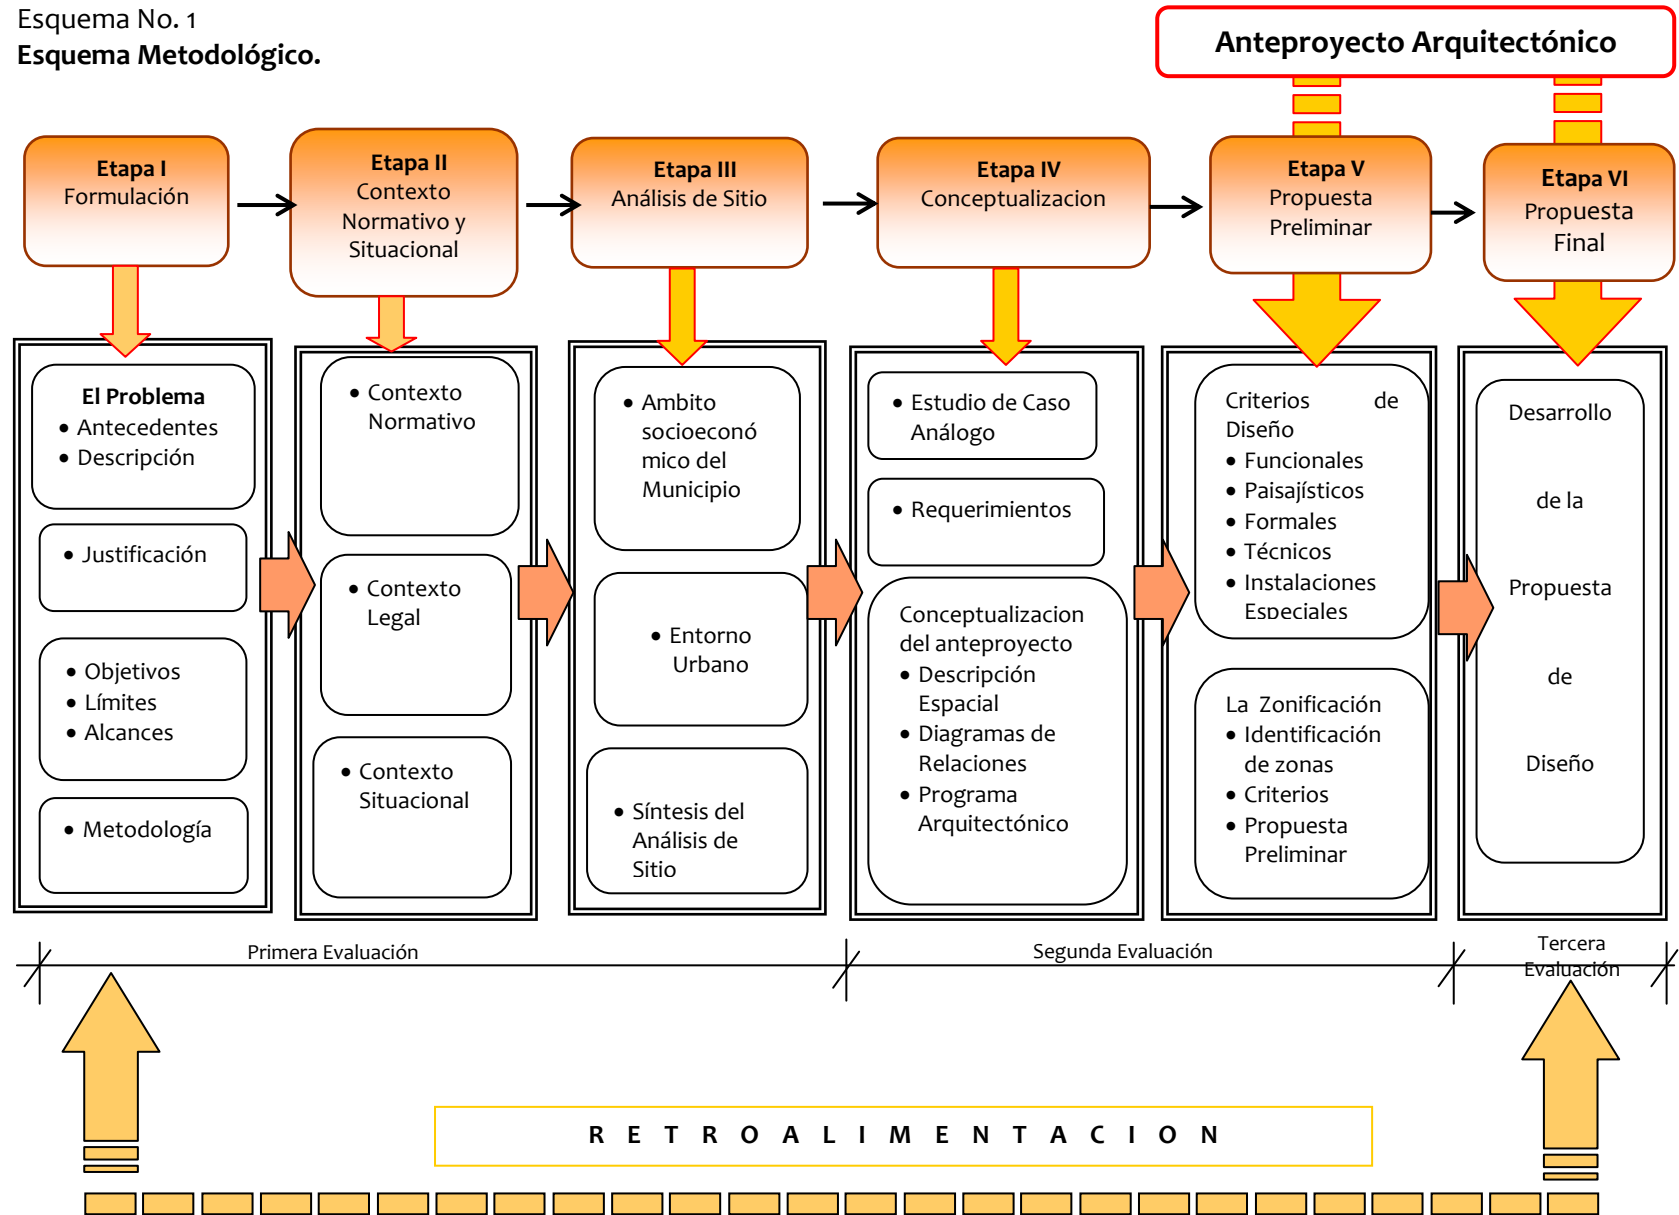 Esquema No. 1
Esquema Metodológico.
Anteproyecto Arquitectónico
Etapa I
Formulación
Etapa II
Contexto
Normativo y
Situacional
Etapa III
Análisis de Sitio
Etapa IV
Conceptualizacion
Etapa V
Propuesta
Preliminar
Etapa VI
Propuesta
Final
El Problema
• Antecedentes
• Descripción
• Justificación
• Objetivos
• Límites
• Alcances
• Metodología
• Contexto
Normativo
• Contexto
Legal
• Contexto
Situacional
• Ambito
socioeconó
mico del
Municipio
• Entorno
Urbano
• Síntesis del
Análisis de
Sitio
• Estudio de Caso
Análogo
• Requerimientos
Conceptualizacion
del anteproyecto
• Descripción
Espacial
• Diagramas de
Relaciones
• Programa
Arquitectónico
Criterios de
Diseño
• Funcionales
• Paisajísticos
• Formales
• Técnicos
• Instalaciones
Especiales
La Zonificación
• Identificación
de zonas
• Criterios
• Propuesta
Preliminar
Desarrollo
de la
Propuesta
de
Diseño
Primera Evaluación
Segunda Evaluación
Tercera
Evaluación
R E T R O A L I M E N T A C I O N